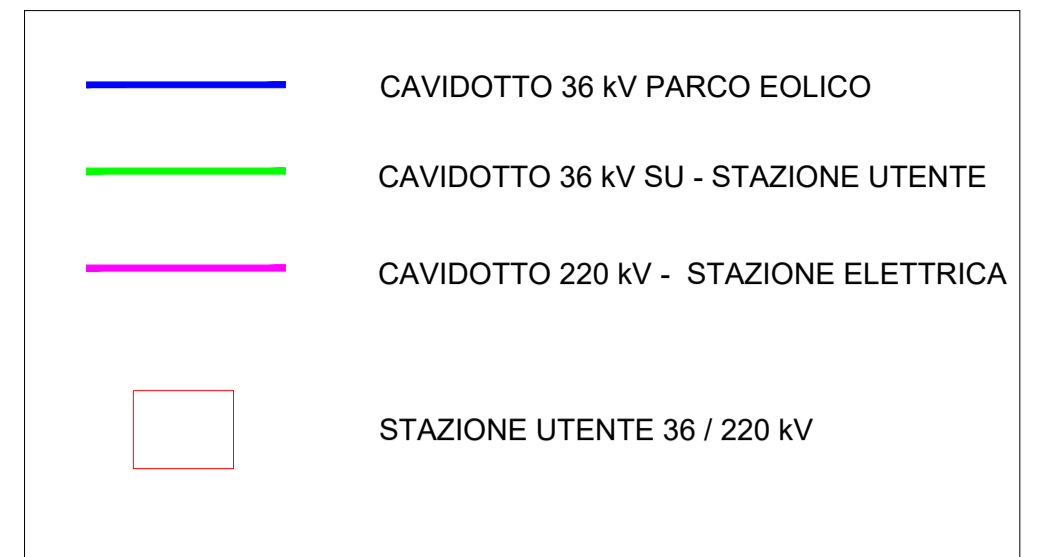 CAVIDOTTO 36 kV PARCO EOLICO
CAVIDOTTO 36 kV SU - STAZIONE UTENTE
CAVIDOTTO 220 kV - STAZIONE ELETTRICA
STAZIONE UTENTE 36 / 220 kV